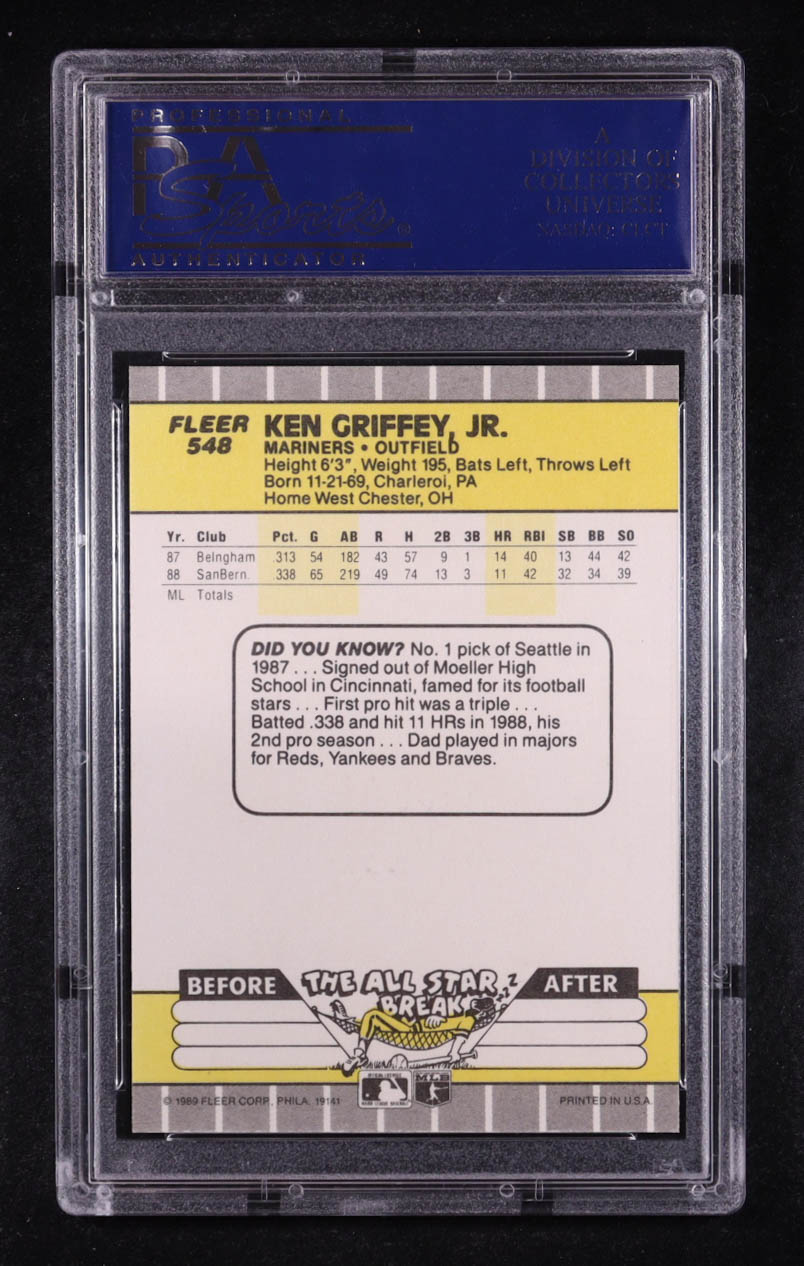 PROFESSIONAL
PSA
Sports®
AUTHENTICATOR
A
DIVISION OF
COLLECTORS
UNIVERSE
NASDAQ: CLCT
FLEER
548
KEN GRIFFEY, JR.
MARINERS • OUTFIELD
Height 6'3", Weight 195, Bats Left, Throws Left
Born 11-21-69, Charleroi, PA
Home West Chester, OH
Yr. Club Pct. G AB R H 2B 3B HR RBI SB BB SO
87 Belngham .313 54 182 43 57 9 1 14 40 13 44 42
88 SanBern. .338 65 219 49 74 13 3 11 42 32 34 39
ML Totals
DID YOU KNOW? No. 1 pick of Seattle in
1987 . . . Signed out of Moeller High
School in Cincinnati, famed for its football
stars . . . First pro hit was a triple . . .
Batted .338 and hit 11 HRs in 1988, his
2nd pro season . . . Dad played in majors
for Reds, Yankees and Braves.
BEFORE THE ALL STAR BREAK AFTER
zzz
MLB
© 1989 FLEER CORP., PHILA. 19141
PRINTED IN U.S.A.